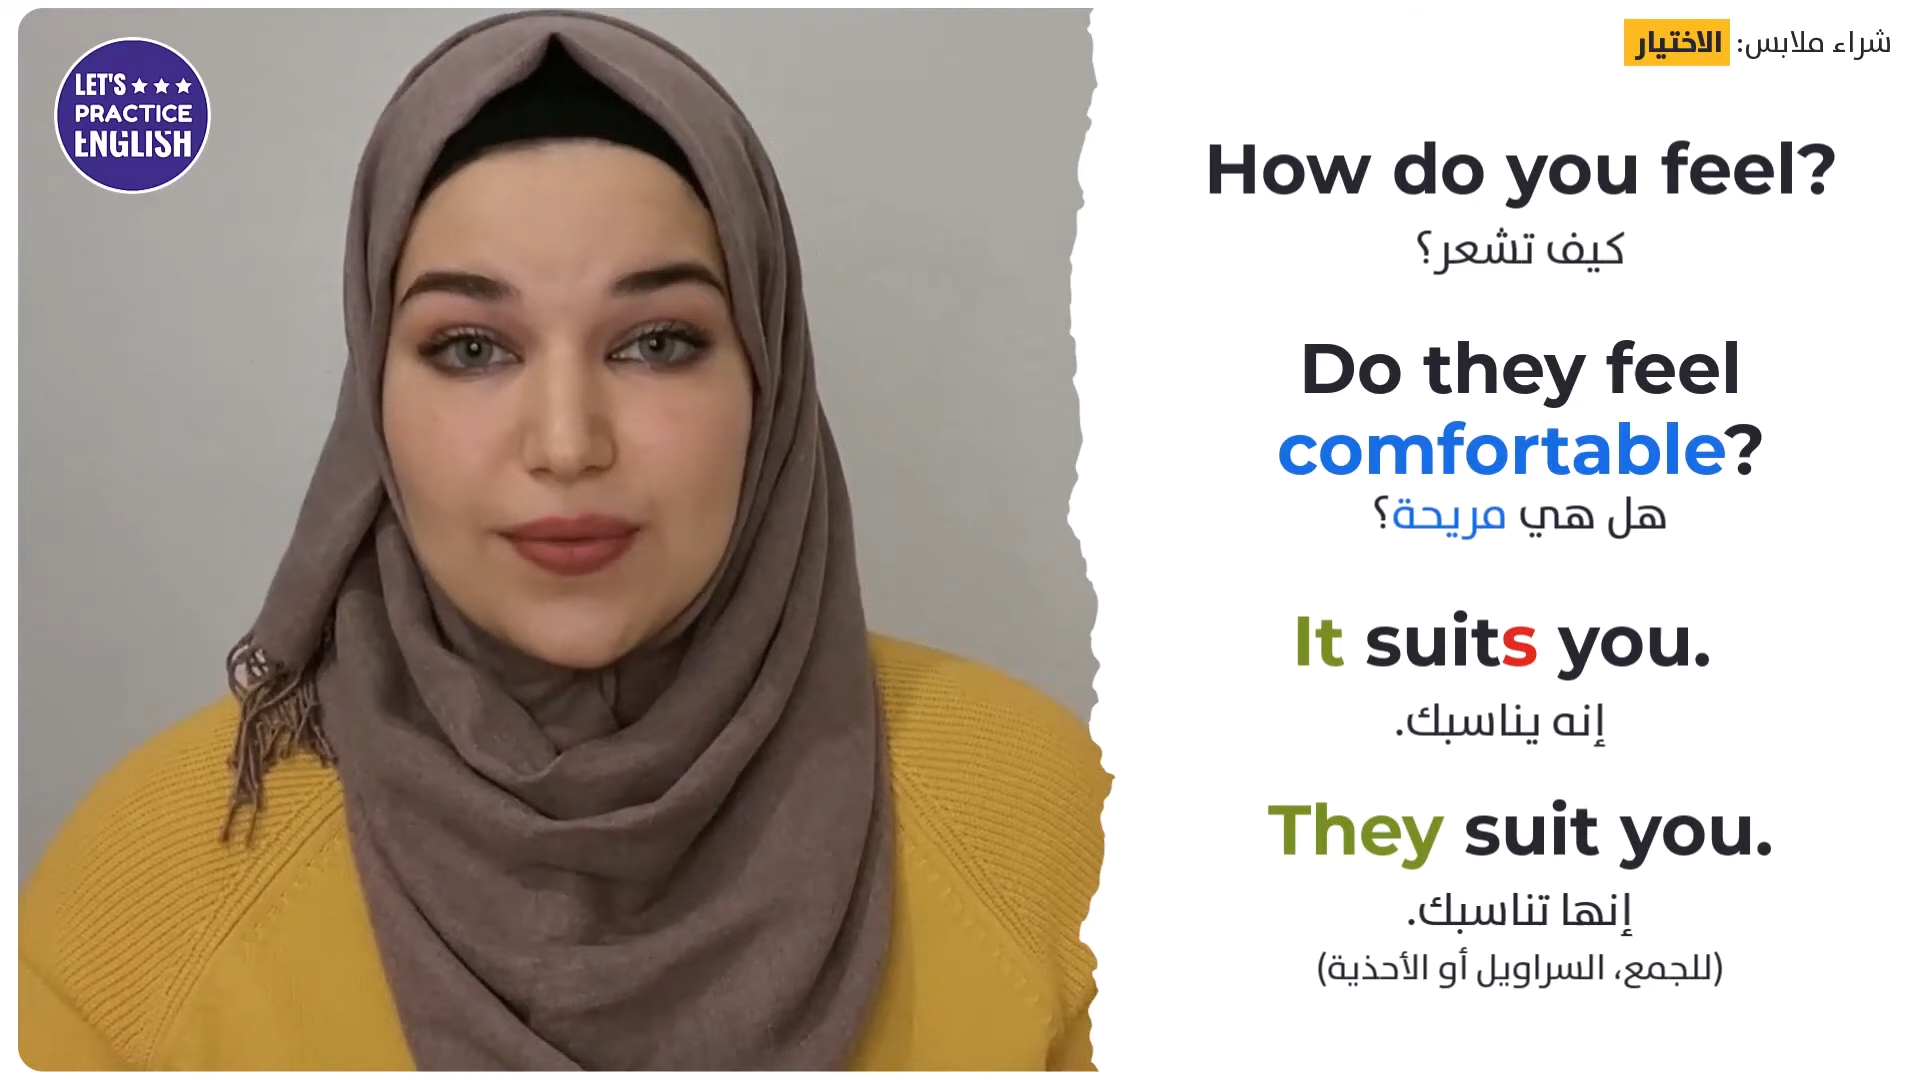 LET'S
PRACTICE
ENGLISH
شراء ملابس: الاختيار
How do you feel?
كيف تشعر؟
Do they feel
comfortable?
هل هي مريحة؟
It suits you.
إنه يناسبك.
They suit you.
إنها تناسبك.
(للجمع، السراويل أو الأحذية)